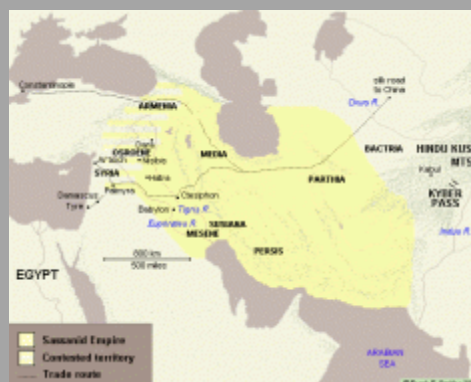 Constantinople
silk road
to China
ARMENIA
Oxus R.
OSROENE
Nisibis
Antioch
MEDIA
BACTRIA
HINDU KUS
MTS
SYRIA
Hatra
PARTHIA
Kabul
Palmyra
KYBER
PASS
Damascus
Ctesiphon
Tyre
Babylon
Tigris R.
Euphrates R.
SUSIANA
MESENE
Indus R.
PERSIS
800 km
500 miles
EGYPT
Sassanid Empire
Contested territory
Trade route
ARABIAN
SEA